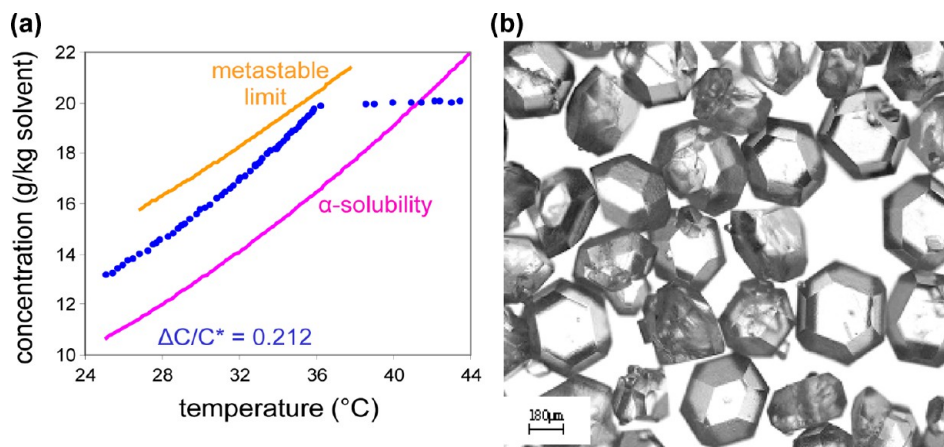 (a)
(b)
concentration (g/kg solvent)
22
20
18
16
14
12
10
metastable
limit
α-solubility
ΔC/C* = 0.212
24 28 32 36 40 44
temperature (°C)
180µm